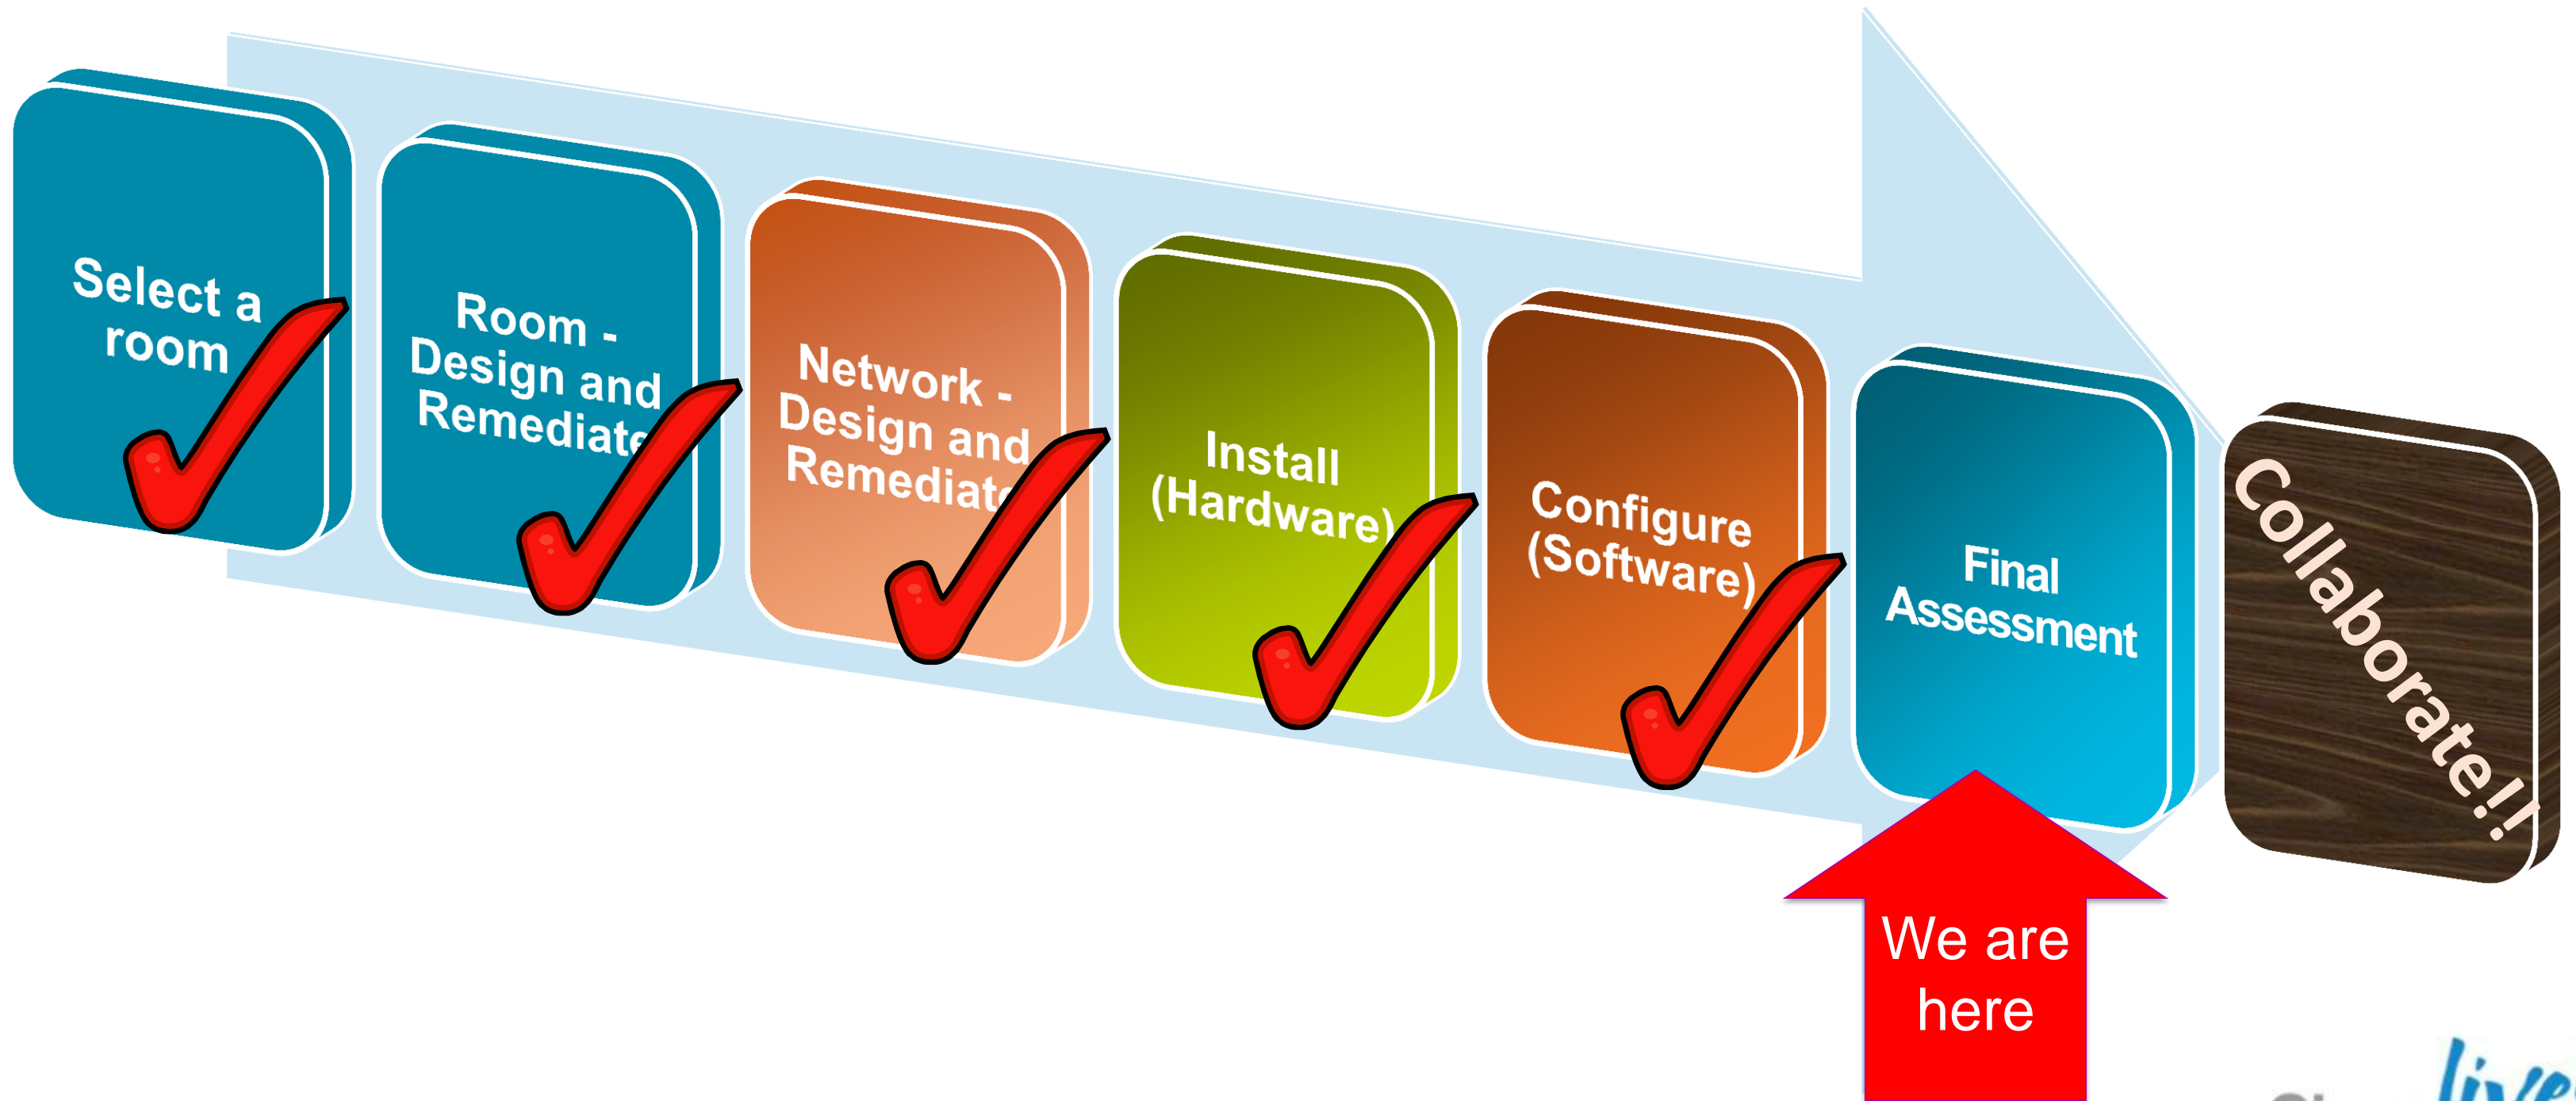 Select a
room
Room -
Design and
Remediate
Network -
Design and
Remediate
Install
(Hardware)
Configure
(Software)
Final
Assessment
Collaborate!!
We are
here
live